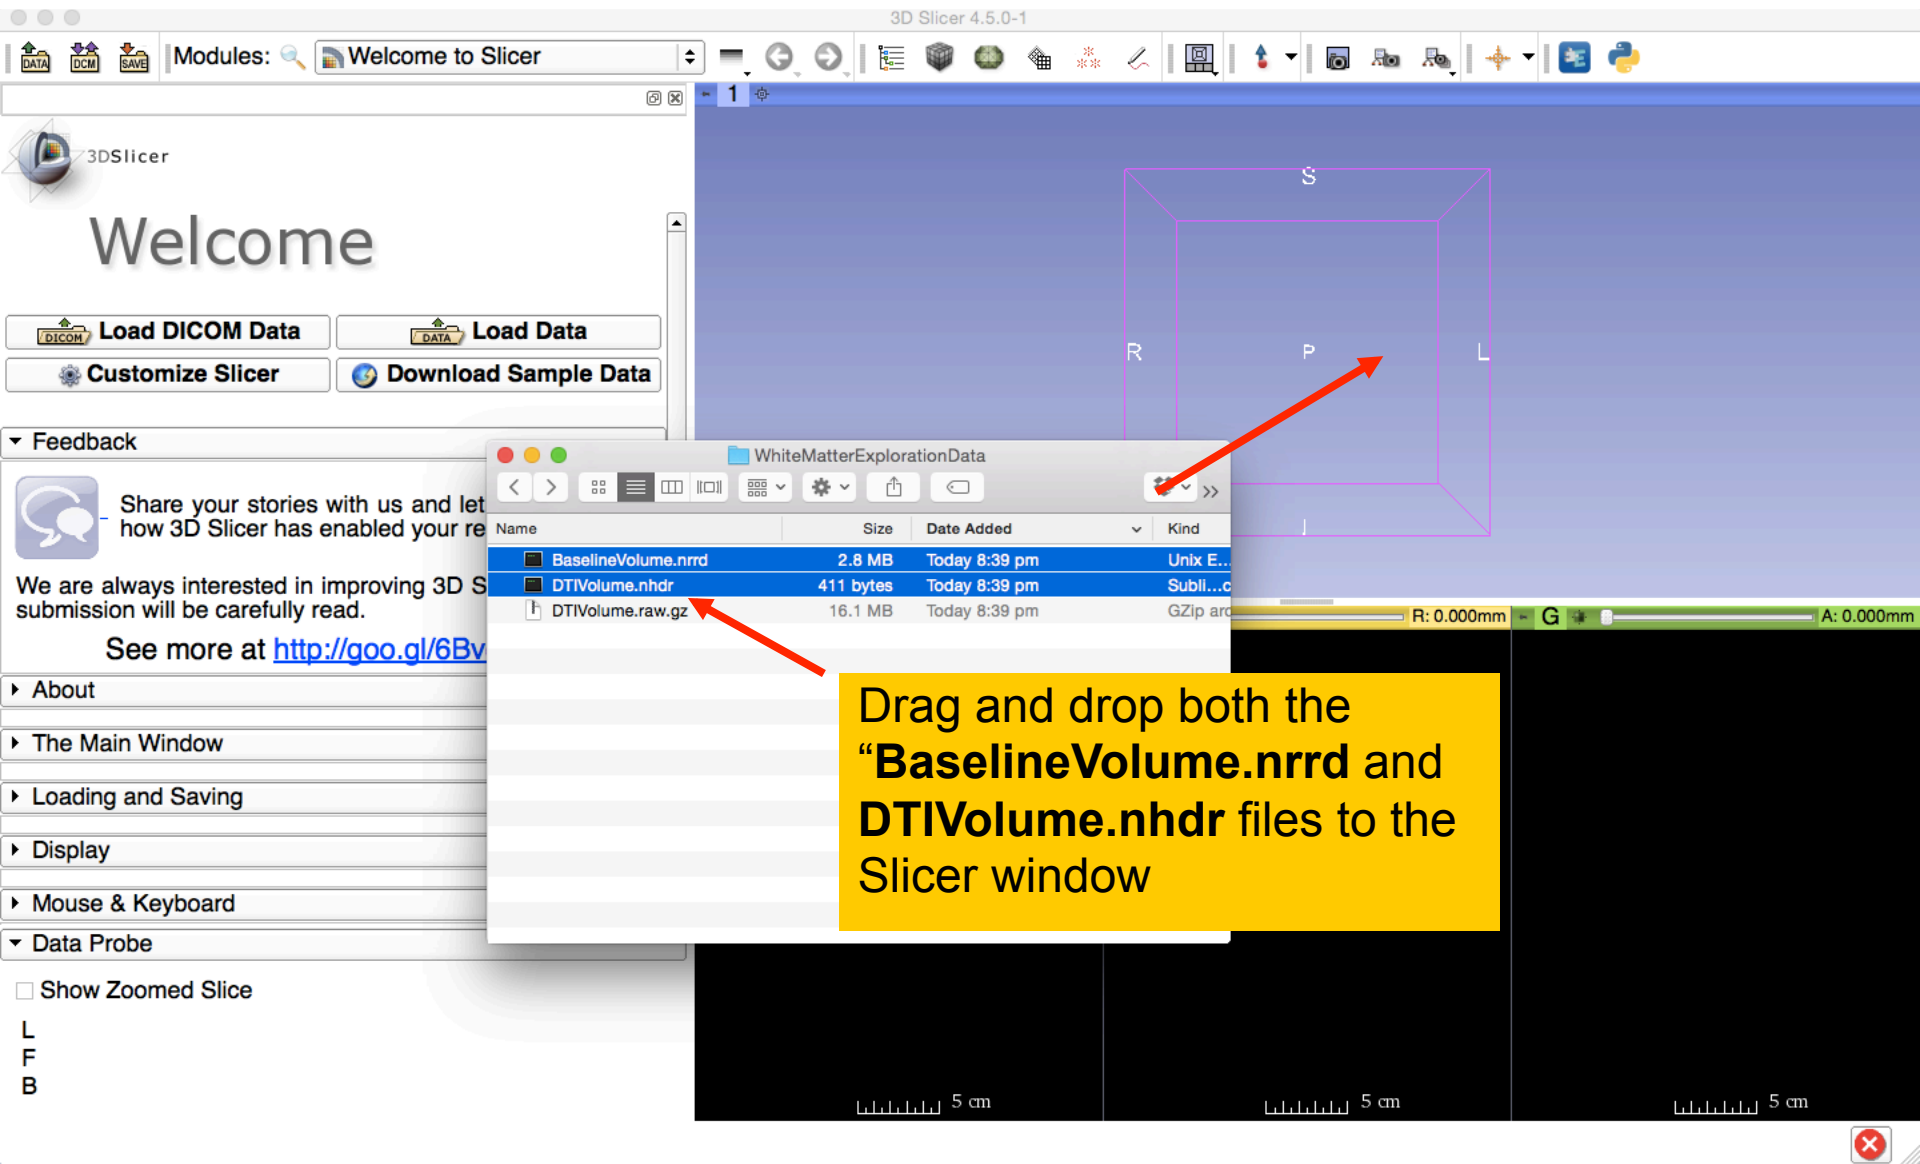 3D Slicer 4.5.0-1
DATA DCM SAVE Modules: Welcome to Slicer
1
3DSlicer
Welcome
DICOM Load DICOM Data DATA Load Data
Customize Slicer Download Sample Data
Feedback
Share your stories with us and let
how 3D Slicer has enabled your re
We are always interested in improving 3D S
submission will be carefully read.
See more at http://goo.gl/6Bv
About
The Main Window
Loading and Saving
Display
Mouse & Keyboard
Data Probe
Show Zoomed Slice
L
F
B
S
R P L
I
WhiteMatterExplorationData
Name Size Date Added Kind
BaselineVolume.nrrd 2.8 MB Today 8:39 pm Unix E...
DTIVolume.nhdr 411 bytes Today 8:39 pm Subli...c
DTIVolume.raw.gz 16.1 MB Today 8:39 pm GZip arc
R: 0.000mm G A: 0.000mm
Drag and drop both the
“BaselineVolume.nrrd and
DTIVolume.nhdr files to the
Slicer window
5 cm 5 cm 5 cm